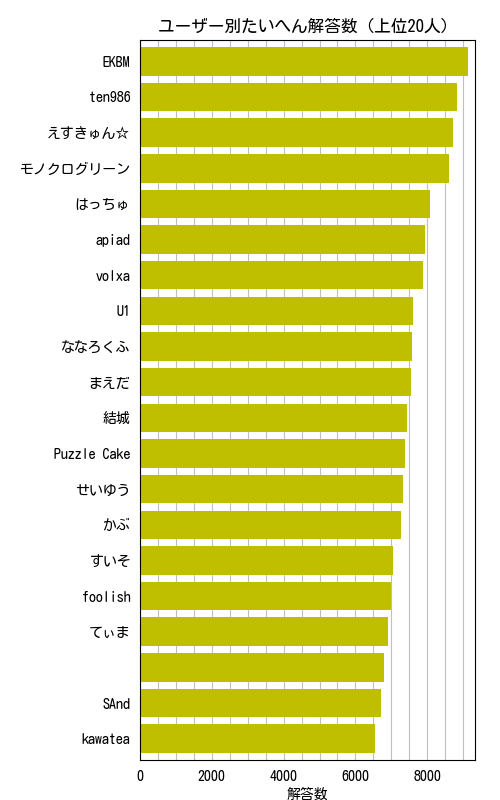 ユーザー別たいへん解答数（上位20人）
EKBM
ten986
えすきゅん☆
モノクログリーン
はっちゅ
apiad
volxa
U1
ななろくふ
まえだ
結城
Puzzle Cake
せいゆう
かぶ
すいそ
foolish
てぃま
SAnd
kawatea
0 2000 4000 6000 8000
解答数